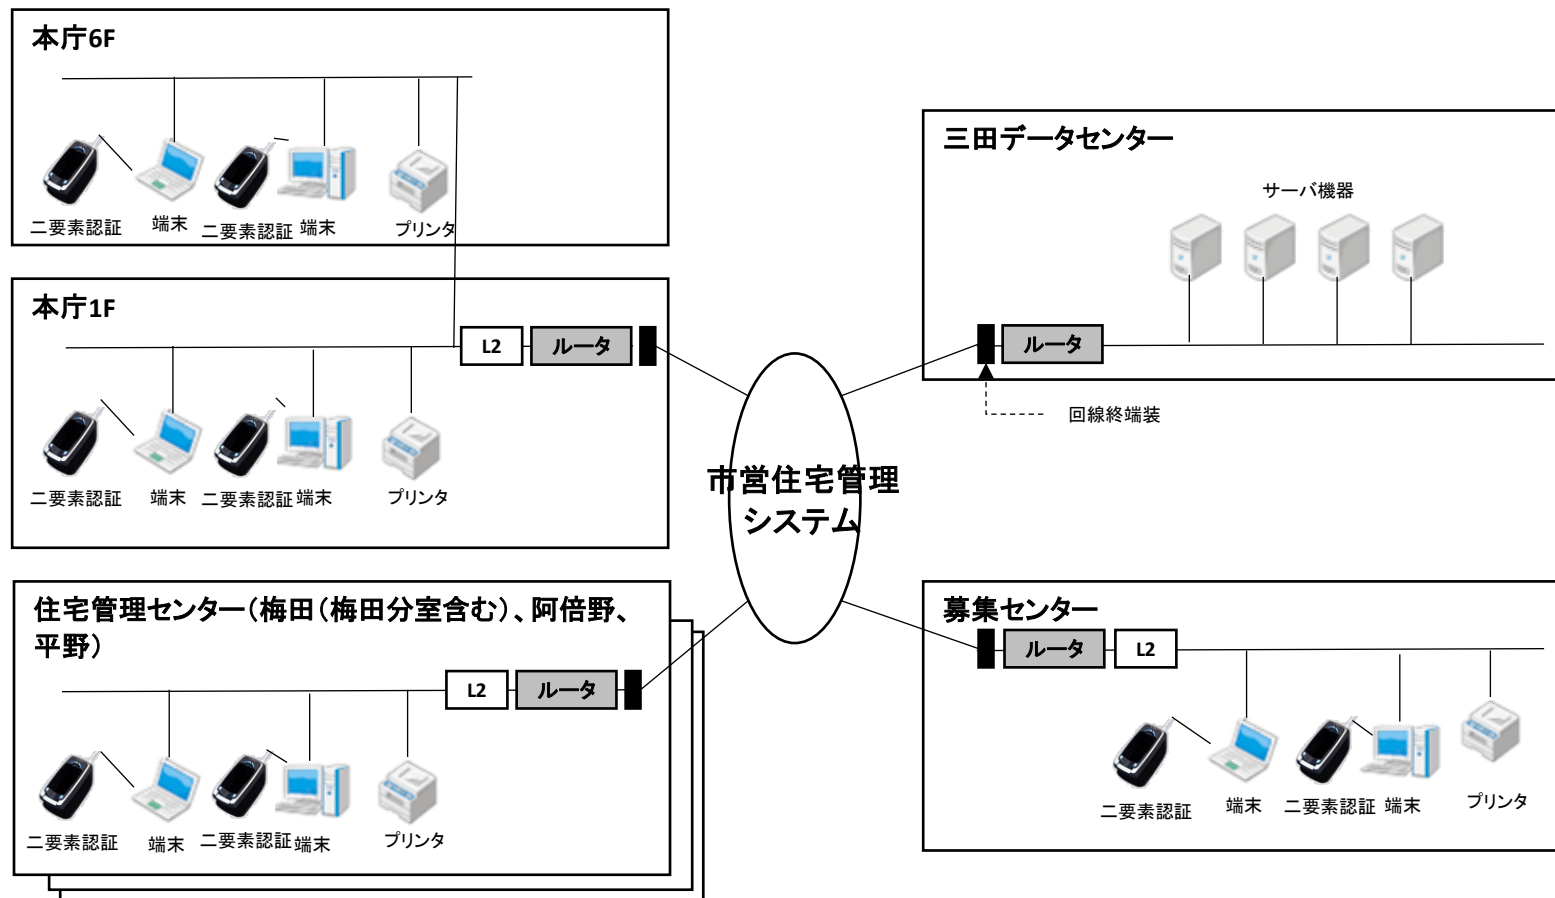 本庁6F
二要素認証
端末
二要素認証
端末
プリンタ
本庁1F
L2
ルータ
二要素認証
端末
二要素認証
端末
プリンタ
住宅管理センター(梅田(梅田分室含む)、阿倍野、
平野)
L2
ルータ
二要素認証
端末
二要素認証
端末
プリンタ
市営住宅管理
システム
三田データセンター
サーバ機器
ルータ
回線終端装
募集センター
ルータ
L2
二要素認証
端末
二要素認証
端末
プリンタ